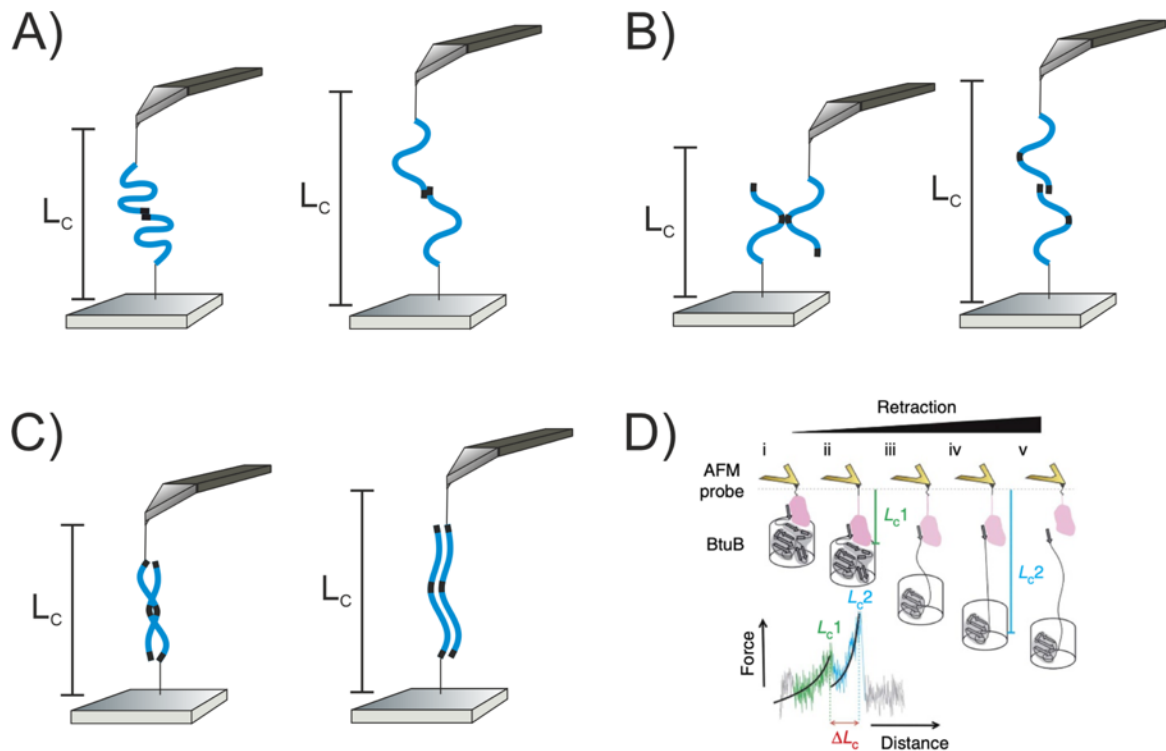 A)
L_C
L_C
B)
L_C
L_C
C)
L_C
L_C
D)
Retraction
i ii iii iv v
AFM
probe
BtuB
L_c1
L_c2
L_c1
L_c2
Force
ΔL_c
Distance